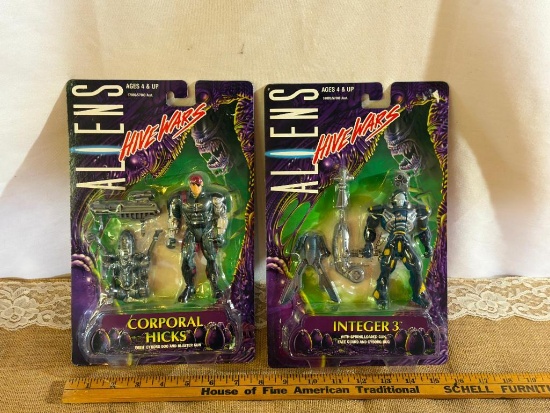 AGES 4 & UP
ALIENS
HIVE WARS
CORPORAL
HICKS
AGES 4 & UP
ALIENS
HIVE WARS
INTEGER 3
House of Fine American Traditional SCHELL FURNITU